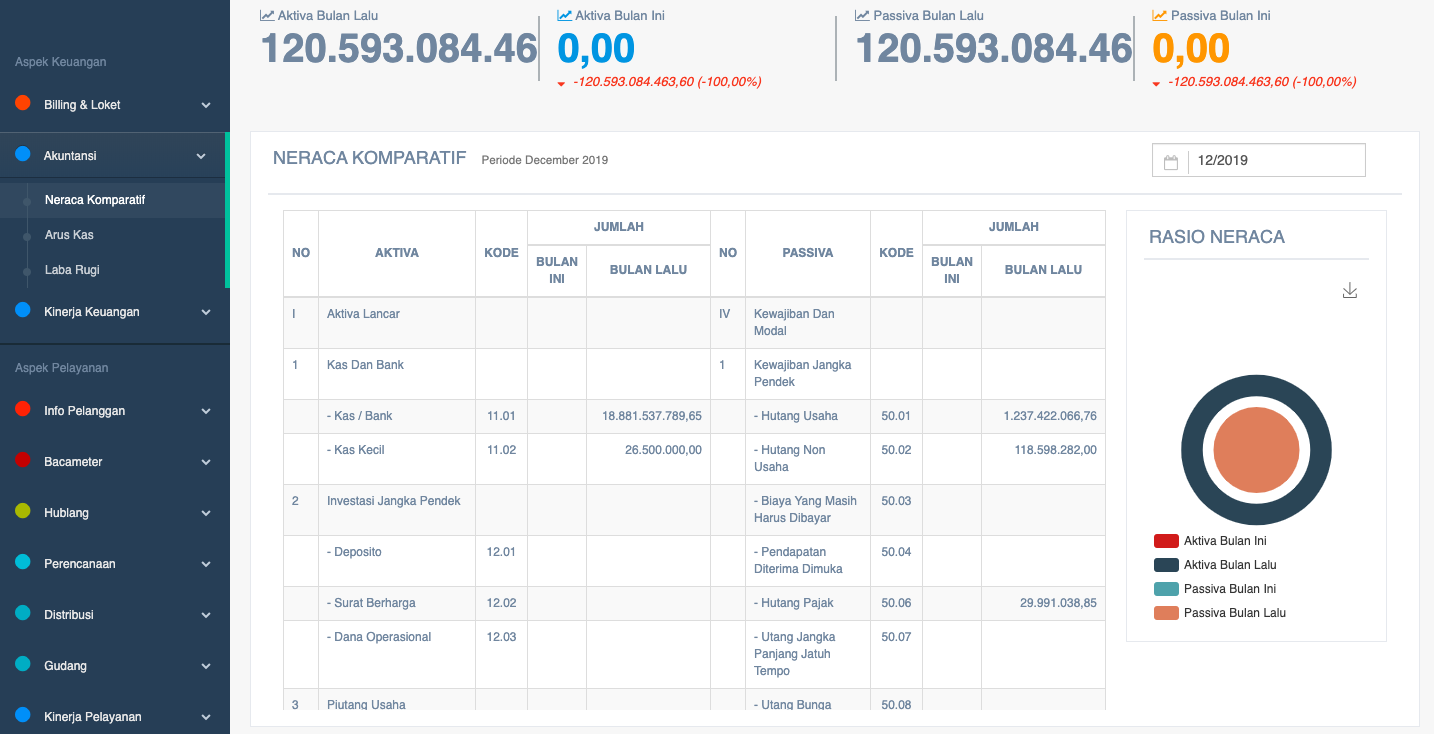 Aspek Keuangan
Billing & Loket
Akuntansi
Neraca Komparatif
Arus Kas
Laba Rugi
Kinerja Keuangan
Aspek Pelayanan
Info Pelanggan
Bacameter
Hublang
Perencanaan
Distribusi
Gudang
Kinerja Pelayanan
Aktiva Bulan Lalu
120.593.084.46
Aktiva Bulan Ini
0,00
-120.593.084.463,60 (-100,00%)
Passiva Bulan Lalu
120.593.084.46
Passiva Bulan Ini
0,00
-120.593.084.463,60 (-100,00%)
NERACA KOMPARATIF Periode December 2019
12/2019
NO AKTIVA KODE JUMLAH NO PASSIVA KODE JUMLAH
BULAN INI BULAN LALU BULAN INI BULAN LALU
I Aktiva Lancar IV Kewajiban Dan
Modal
1 Kas Dan Bank 1 Kewajiban Jangka
Pendek
- Kas / Bank 11.01 18.881.537.789,65 - Hutang Usaha 50.01 1.237.422.066,76
- Kas Kecil 11.02 26.500.000,00 - Hutang Non 50.02 118.598.282,00
Usaha
2 Investasi Jangka Pendek - Biaya Yang Masih 50.03
Harus Dibayar
- Deposito 12.01 - Pendapatan 50.04
Diterima Dimuka
- Surat Berharga 12.02 - Hutang Pajak 50.06 29.991.038,85
- Dana Operasional 12.03 - Utang Jangka 50.07
Panjang Jatuh
Tempo
3 Piutang Usaha - Utang Bunga 50.08
RASIO NERACA
Aktiva Bulan Ini
Aktiva Bulan Lalu
Passiva Bulan Ini
Passiva Bulan Lalu